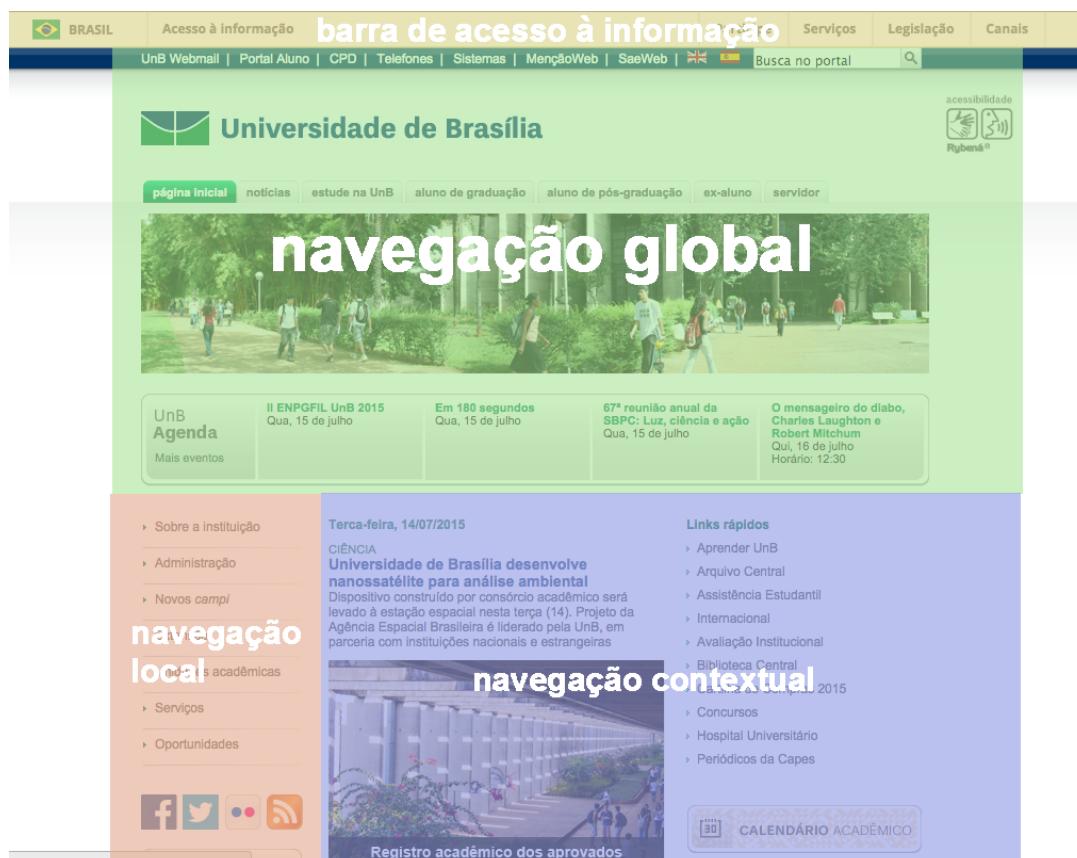 BRASIL Acesso à informação barra de acesso à informação Serviços Legislação Canais
UnB Webmail | Portal Aluno | CPD | Telefones | Sistemas | MençãoWeb | SaeWeb | Busca no portal
acessibilidade
Universidade de Brasília
Rybená®
página inicial notícias estude na UnB aluno de graduação aluno de pós-graduação ex-aluno servidor
navegação global
UnB
Agenda
Mais eventos
II ENPGFIL UnB 2015
Qua, 15 de julho
Em 180 segundos
Qua, 15 de julho
67ª reunião anual da
SBPC: Luz, ciência e ação
Qua, 15 de julho
O mensageiro do diabo,
Charles Laughton e
Robert Mitchum
Qui, 16 de julho
Horário: 12:30
Sobre a instituição
Administração
Novos campi
navegação
local
acadêmicas
Serviços
Oportunidades
Terca-feira, 14/07/2015
CIÊNCIA
Universidade de Brasília desenvolve
nanossatélite para análise ambiental
Dispositivo construído por consórcio acadêmico será
levado à estação espacial nesta terça (14). Projeto da
Agência Espacial Brasileira é liderado pela UnB, em
parceria com instituições nacionais e estrangeiras
navegação contextual
Registro acadêmico dos aprovados
Links rápidos
Aprender UnB
Arquivo Central
Assistência Estudantil
Internacional
Avaliação Institucional
Biblioteca Central
2015
Concursos
Hospital Universitário
Periódicos da Capes
30 CALENDÁRIO ACADÊMICO